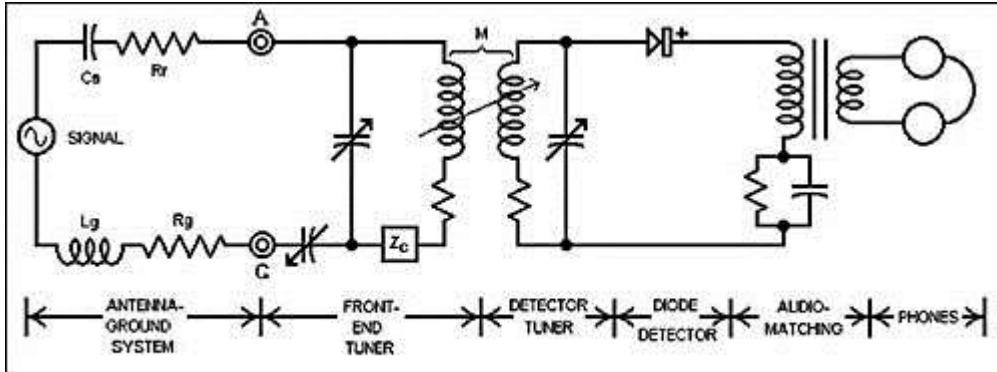 A
M
+
Ca
Rr
SIGNAL
Lg
Rg
G
Zc
ANTENNA-
GROUND
SYSTEM
FRONT-
END
TUNER
DETECTOR
TUNER
DIODE
DETECTOR
AUDIO-
MATCHING
PHONES